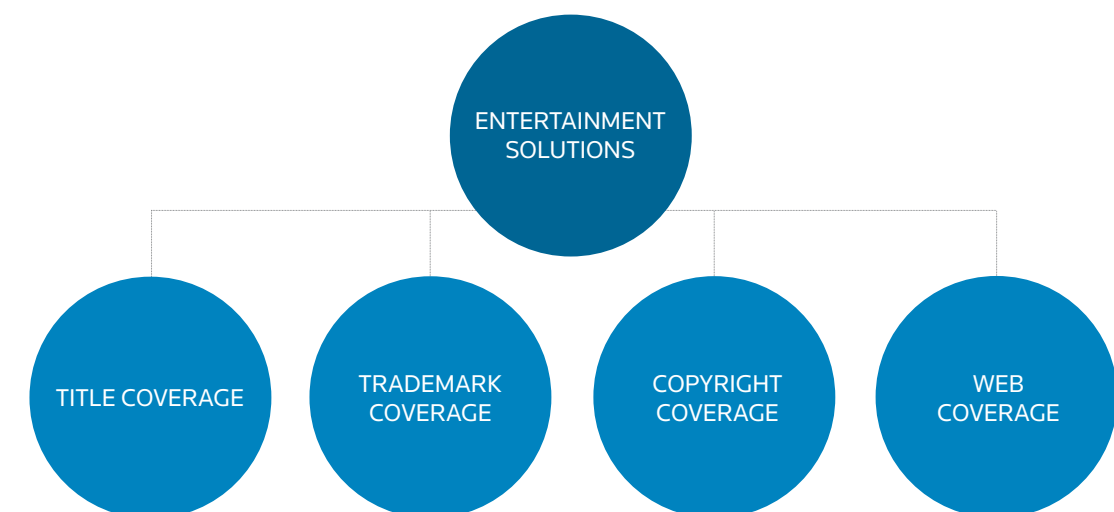 ENTERTAINMENT
SOLUTIONS
TITLE COVERAGE
TRADEMARK
COVERAGE
COPYRIGHT
COVERAGE
WEB
COVERAGE